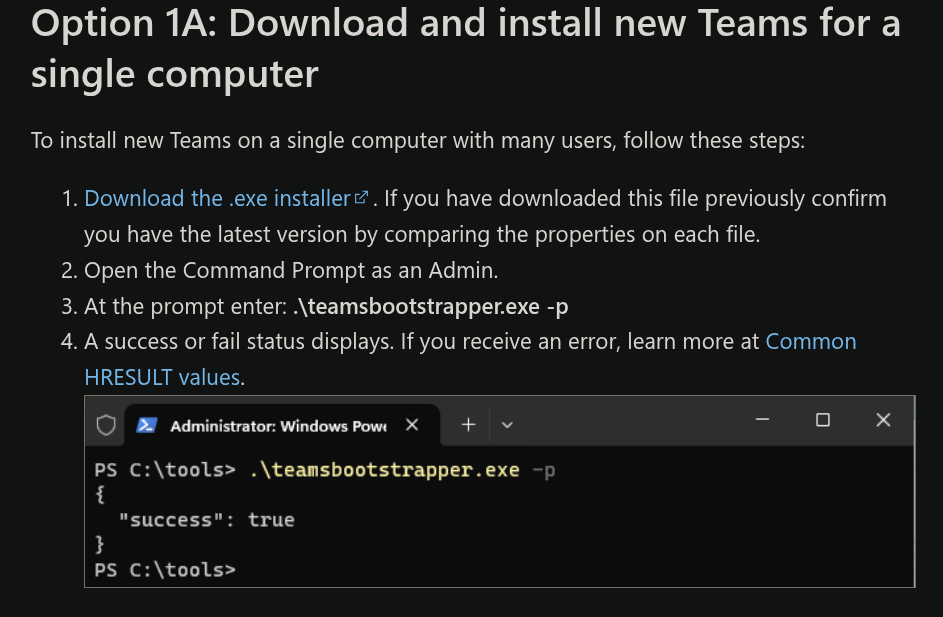 Option 1A: Download and install new Teams for a
single computer
To install new Teams on a single computer with many users, follow these steps:
1. Download the .exe installer . If you have downloaded this file previously confirm
you have the latest version by comparing the properties on each file.
2. Open the Command Prompt as an Admin.
3. At the prompt enter: .\teamsbootstrapper.exe -p
4. A success or fail status displays. If you receive an error, learn more at Common
HRESULT values.
Administrator: Windows Powe
PS C:\tools> .\teamsbootstrapper.exe -p
{
"success": true
}
PS C:\tools>